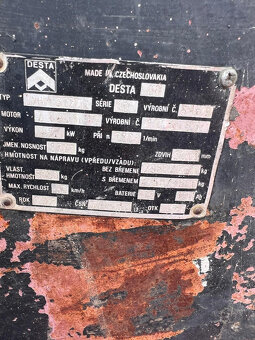 DESTA
MADE IN CZECHOSLOVAKIA
DESTA
TYP SÉRIE VÝROBNÍ Č.
MOTOR VÝROBNÍ Č.
VÝKON kW PŘI n 1/min
JMEN. NOSNOST kg ZDVIH mm
HMOTNOST NA NÁPRAVU (VPŘEDU/VZADU):
VLAST. HMOTNOST kg BEZ BŘEMENE kg
MAX. RYCHLOST km/h S BŘEMENEM kg
ROK ČSN BATERIE V OTK